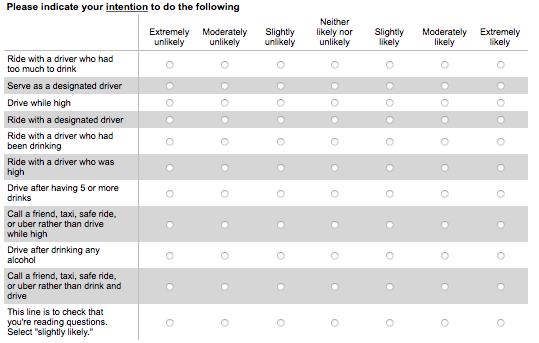 Please indicate your intention to do the following
Extremely unlikely
Moderately unlikely
Slightly unlikely
Neither likely nor unlikely
Slightly likely
Moderately likely
Extremely likely
Ride with a driver who had
too much to drink
Serve as a designated driver
Drive while high
Ride with a designated driver
Ride with a driver who had
been drinking
Ride with a driver who was
high
Drive after having 5 or more
drinks
Call a friend, taxi, safe ride,
or uber rather than drive
while high
Drive after drinking any
alcohol
Call a friend, taxi, safe ride,
or uber rather than drink and
drive
This line is to check that
you're reading questions.
Select "slightly likely."